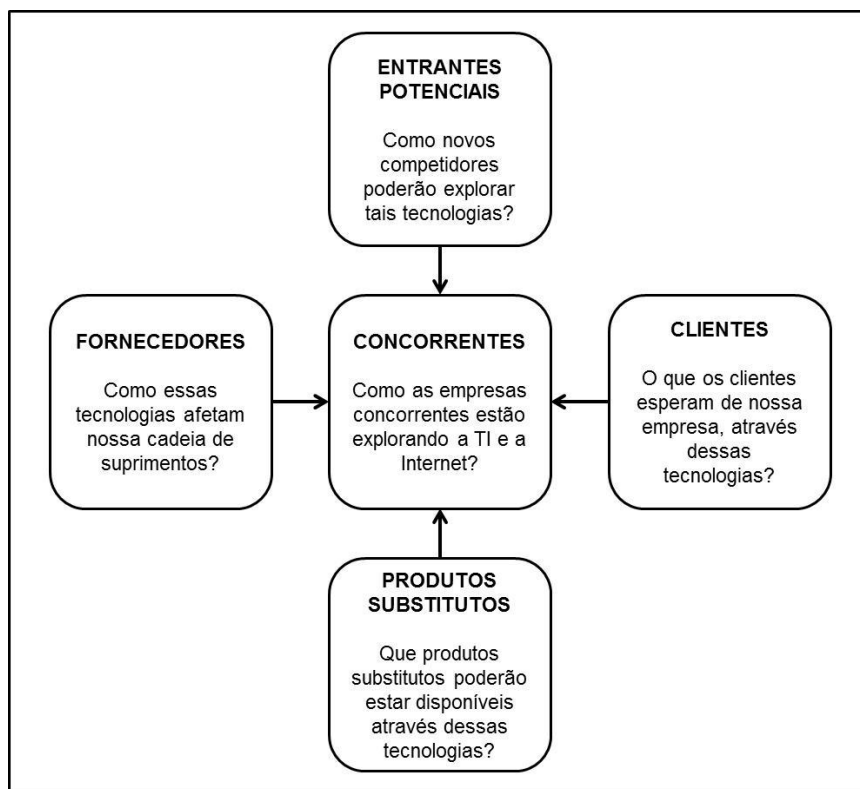 ENTRANTES
POTENCIAIS
Como novos
competidores
poderão explorar
tais tecnologias?
FORNECEDORES
Como essas
tecnologias afetam
nossa cadeia de
suprimentos?
CONCORRENTES
Como as empresas
concorrentes estão
explorando a TI e a
Internet?
CLIENTES
O que os clientes
esperam de nossa
empresa, através
dessas
tecnologias?
PRODUTOS
SUBSTITUTOS
Que produtos
substitutos poderão
estar disponíveis
através dessas
tecnologias?